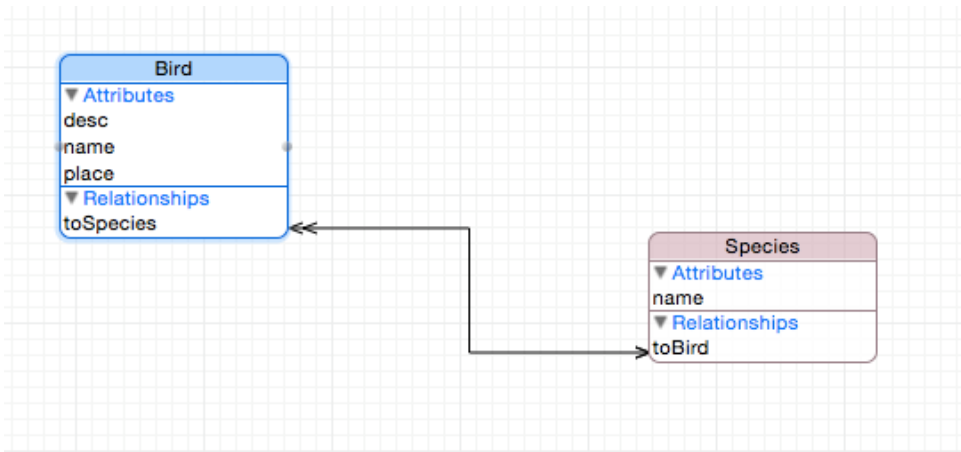 Bird
Attributes
desc
name
place
Relationships
toSpecies
Species
Attributes
name
Relationships
toBird